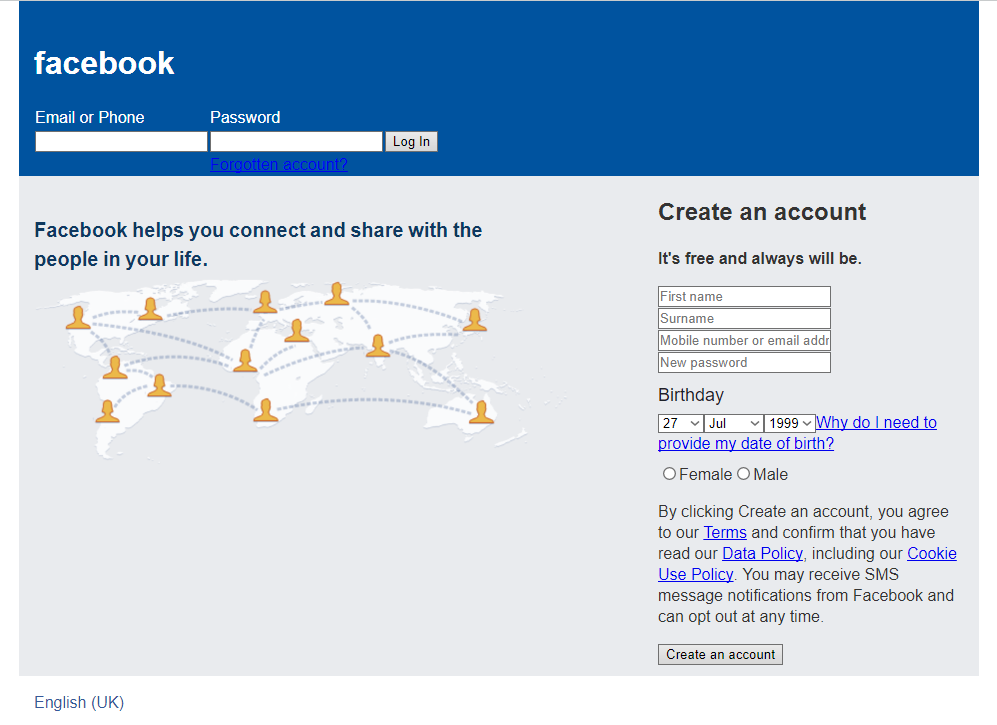 facebook
Email or Phone Password
Log In
Forgotten account?
Facebook helps you connect and share with the
people in your life.
Create an account
It's free and always will be.
First name
Surname
Mobile number or email addr
New password
Birthday
27 Jul 1999 Why do I need to
provide my date of birth?
Female Male
By clicking Create an account, you agree
to our Terms and confirm that you have
read our Data Policy, including our Cookie
Use Policy. You may receive SMS
message notifications from Facebook and
can opt out at any time.
Create an account
English (UK)